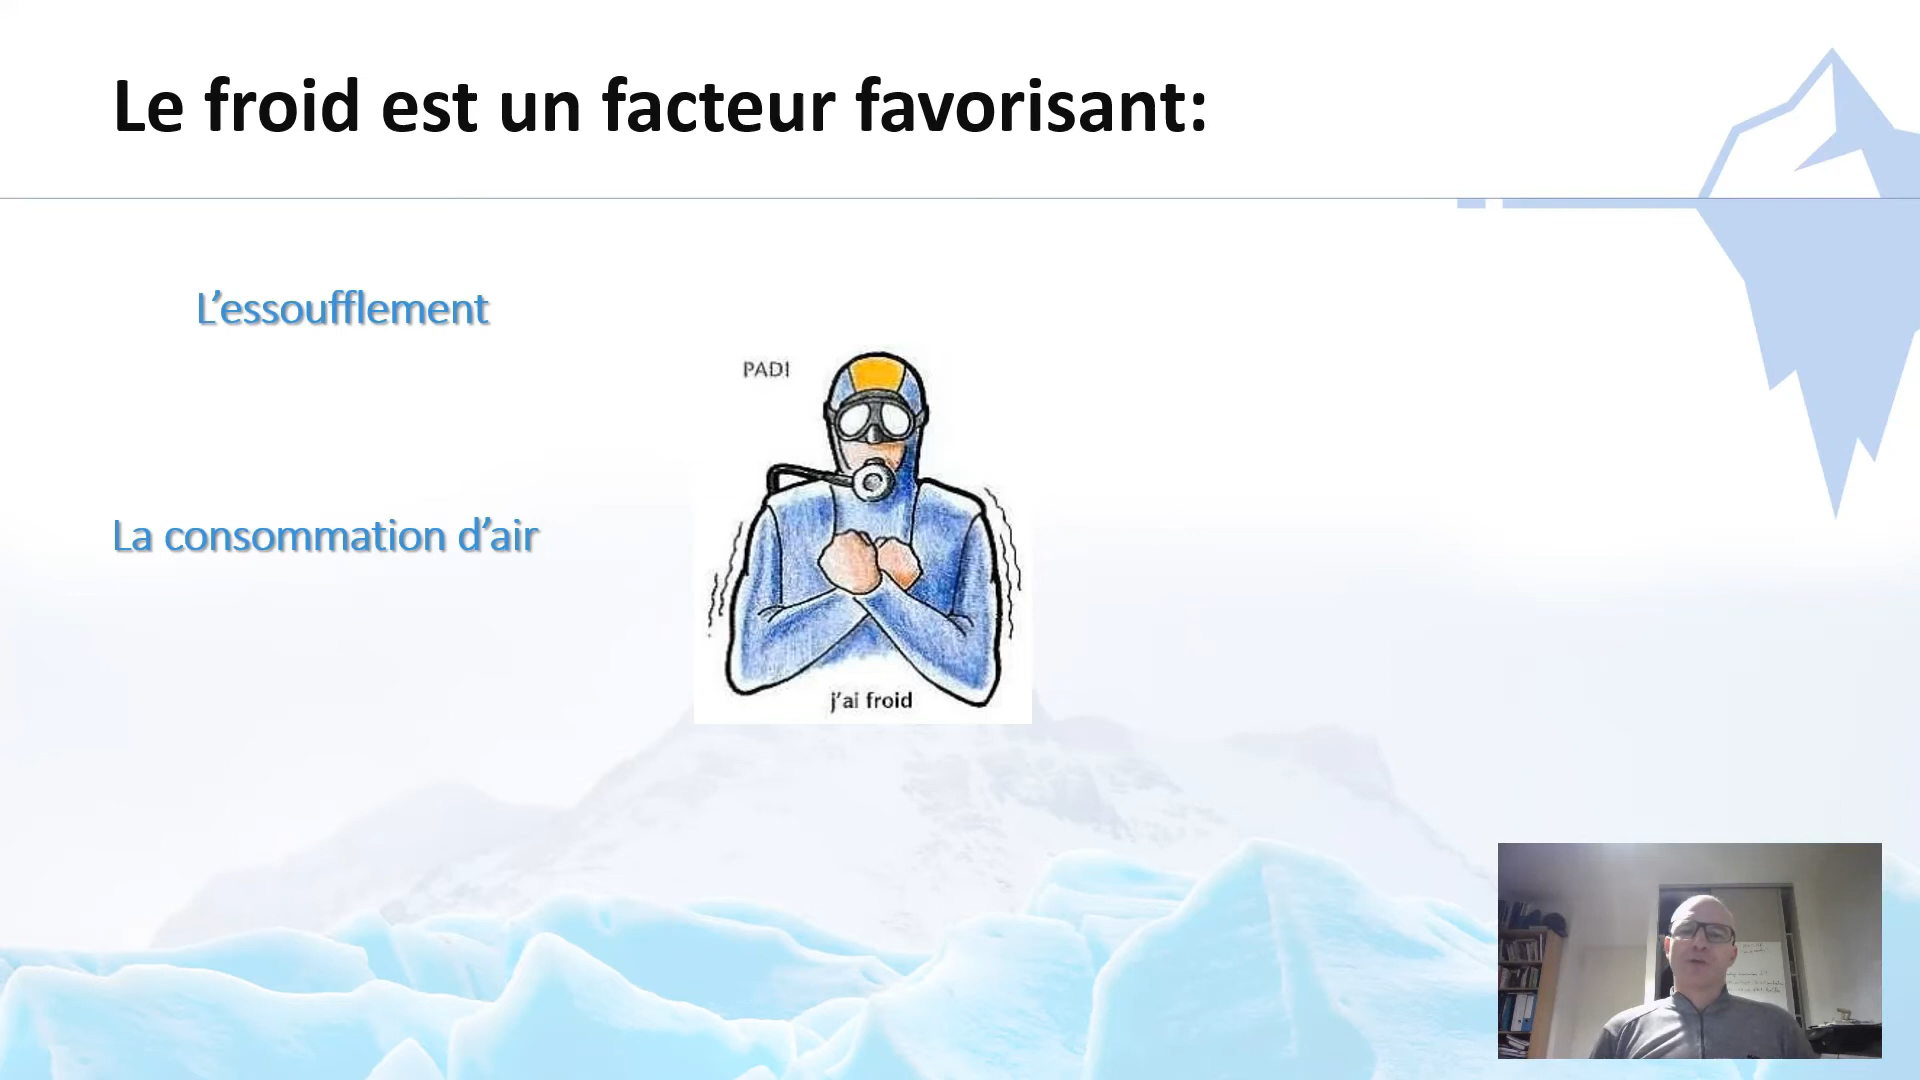 Le froid est un facteur favorisant:
L'essoufflement
PADI
La consommation d'air
j'ai froid